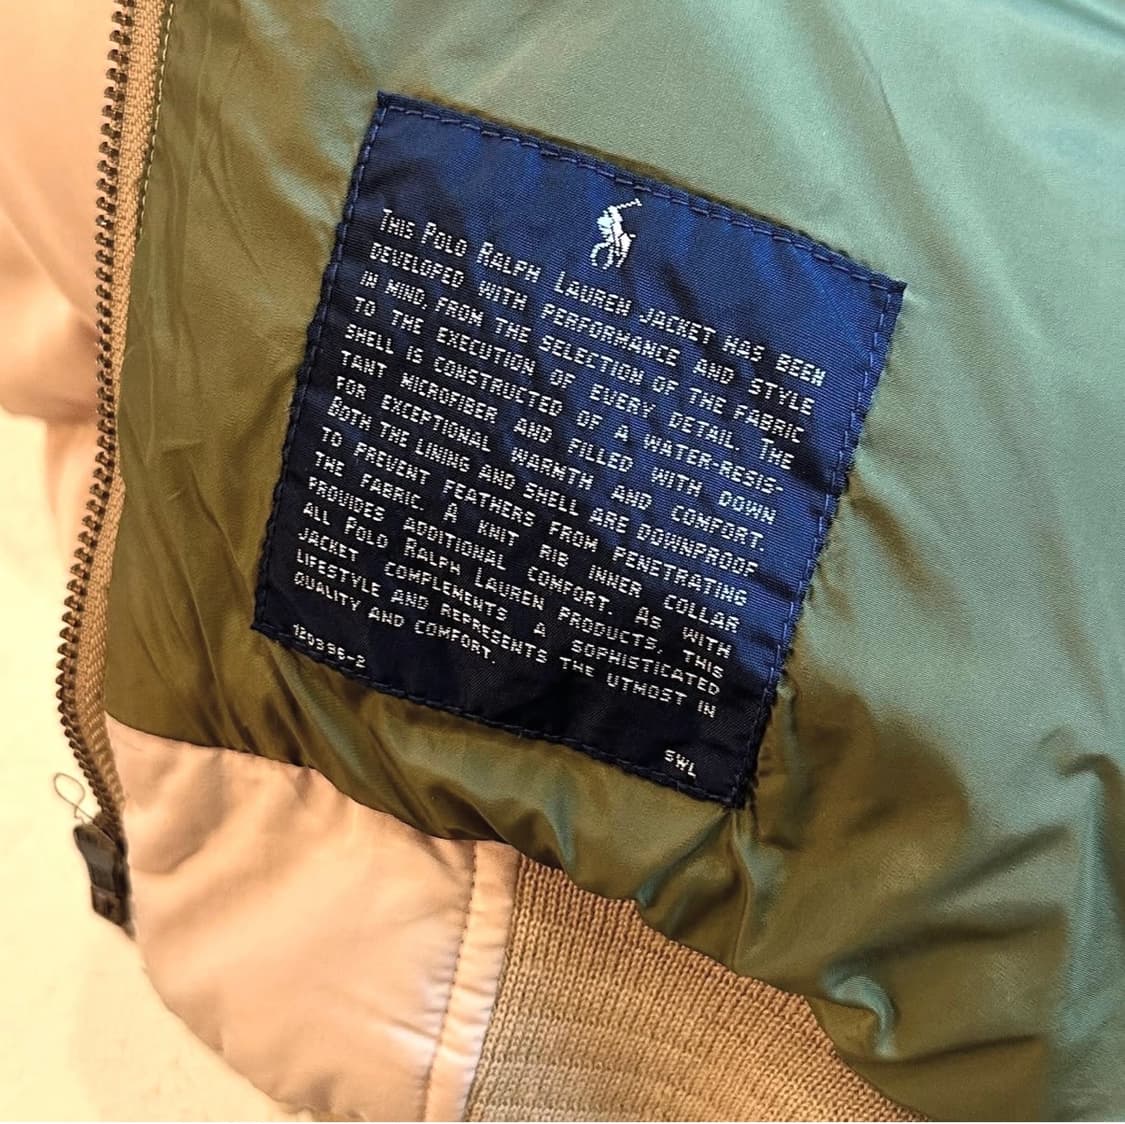 This Polo Ralph Lauren jacket has been
developed with performance and style
in mind, from the selection of the fabric
to the execution of every detail. The
shell is constructed of a water-resis-
tant microfiber and filled with down
for exceptional warmth and comfort.
Both the lining and shell are downproof
to prevent feathers from penetrating
the fabric. A knit rib inner collar
provides additional comfort. As with
all Polo Ralph Lauren products, this
jacket complements a sophisticated
lifestyle and represents the utmost in
quality and comfort.
120396-2
SWL